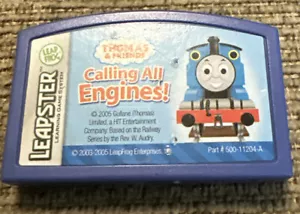 LEAP FROG
LEAPSTER
LEARNING GAME SYSTEM
THOMAS
& FRIENDS
Calling All
Engines!
© 2005 Gullane (Thomas)
Limited, a HIT Entertainment
Company. Based on the Railway
Series by the Rev. W. Awdry.
© 2003-2005 LeapFrog Enterprises
Part # 500-11204-A